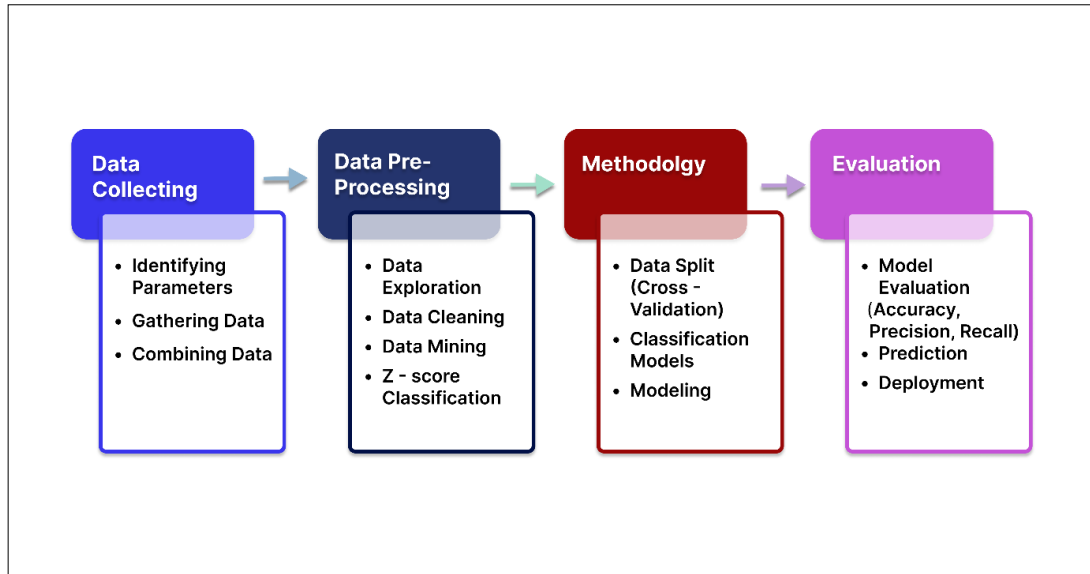 Data
Collecting
• Identifying
Parameters
• Gathering Data
• Combining Data
Data Pre-
Processing
• Data
Exploration
• Data Cleaning
• Data Mining
• Z - score
Classification
Methodolgy
• Data Split
(Cross -
Validation)
• Classification
Models
• Modeling
Evaluation
• Model
Evaluation
(Accuracy,
Precision, Recall)
• Prediction
• Deployment